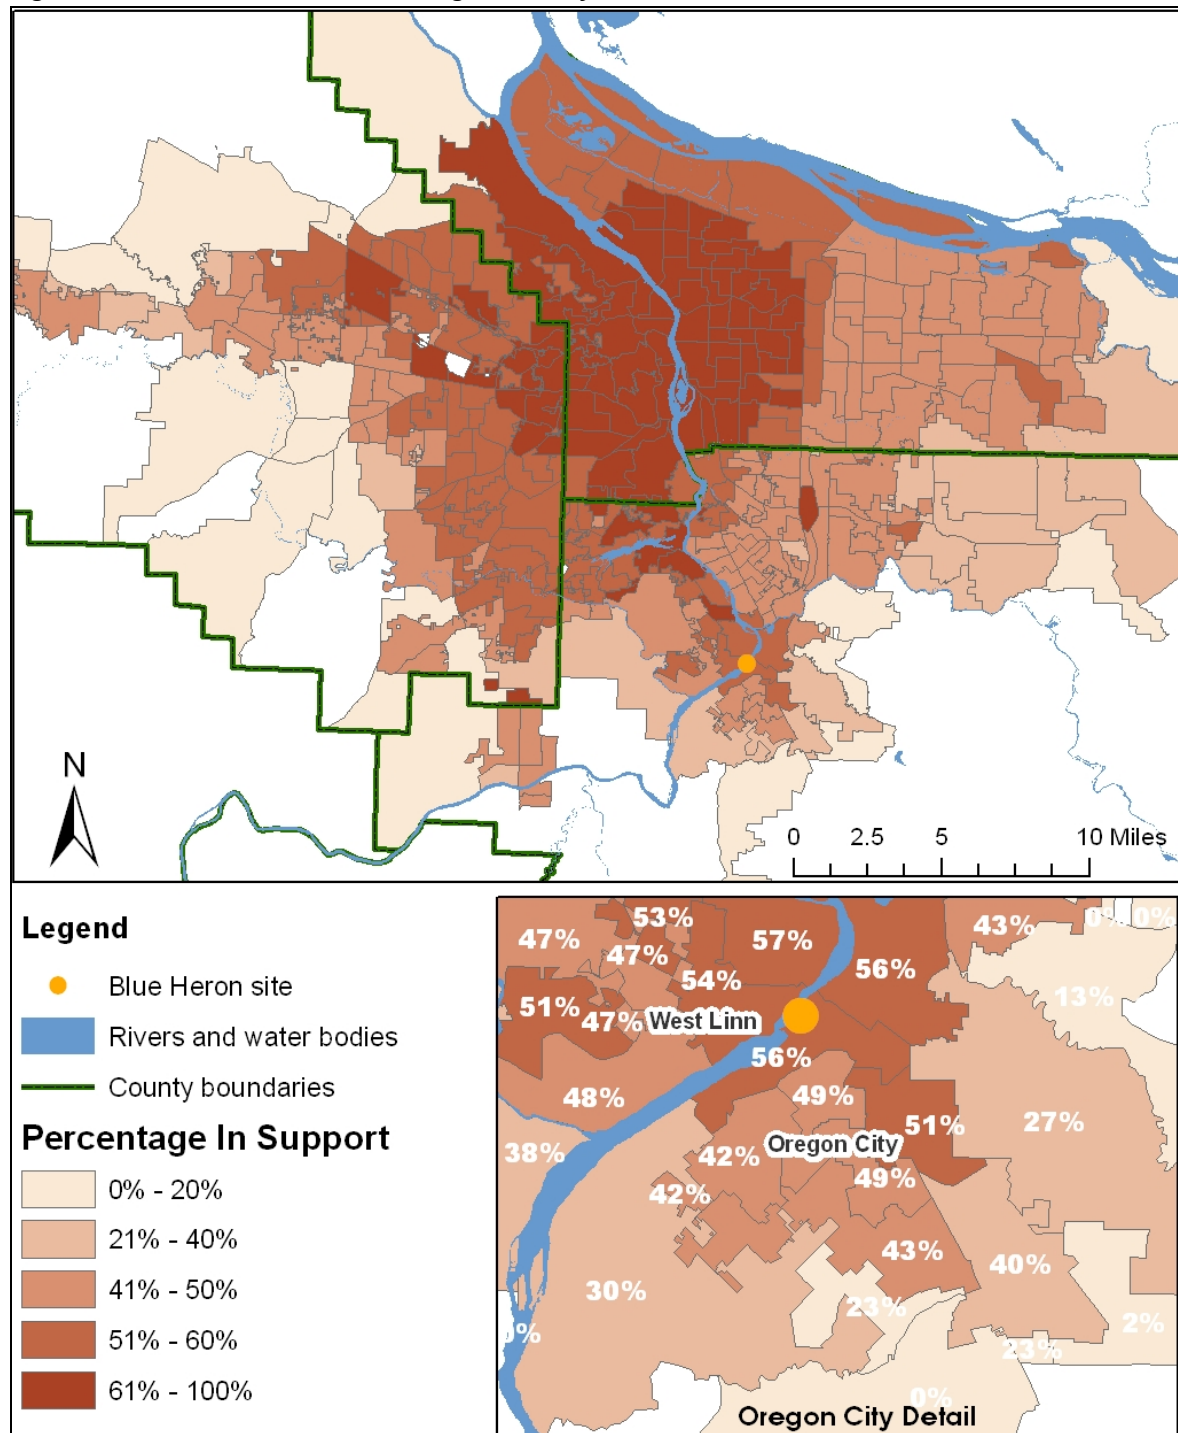 N
0 2.5 5 10 Miles
Legend
Blue Heron site
Rivers and water bodies
County boundaries
Percentage In Support
0% - 20%
21% - 40%
41% - 50%
51% - 60%
61% - 100%
53%
47%
57%
43%
0%
0%
47%
54%
56%
51%
47%
West Linn
13%
56%
48%
49%
51%
27%
38%
42%
Oregon City
42%
49%
43%
40%
30%
23%
2%
0%
23%
0%
Oregon City Detail